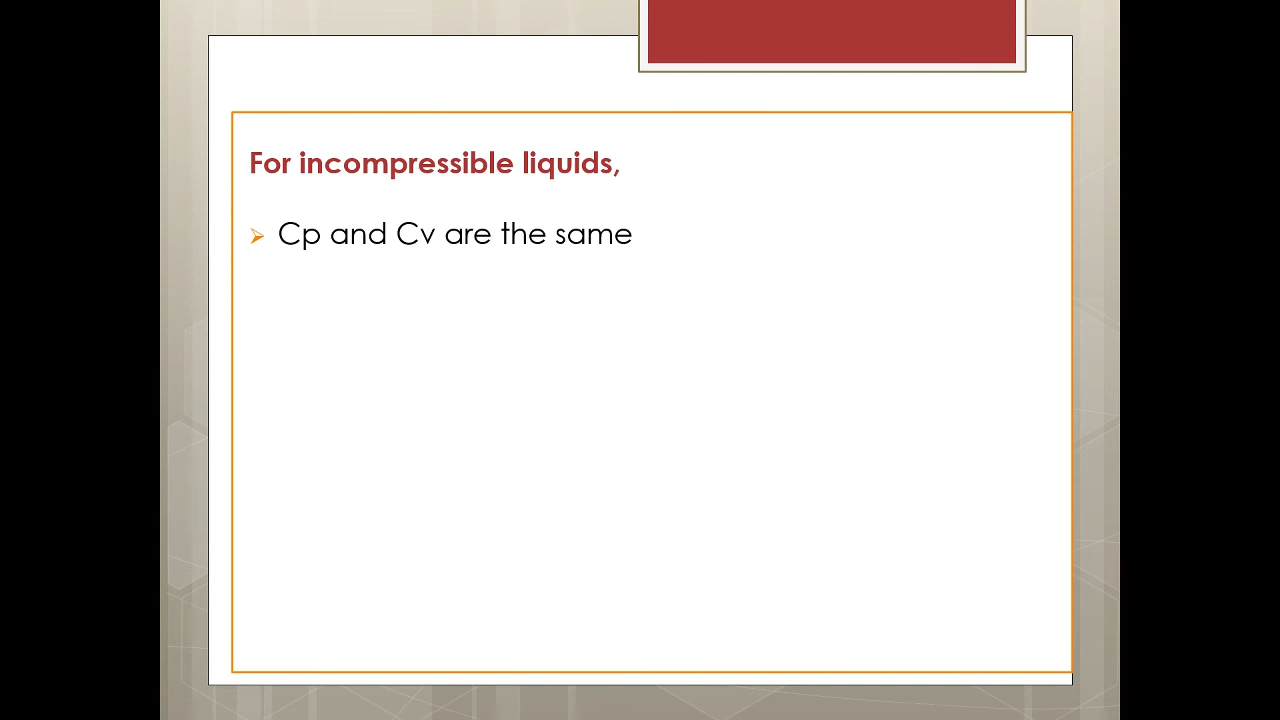 For incompressible liquids,
Cp and Cv are the same